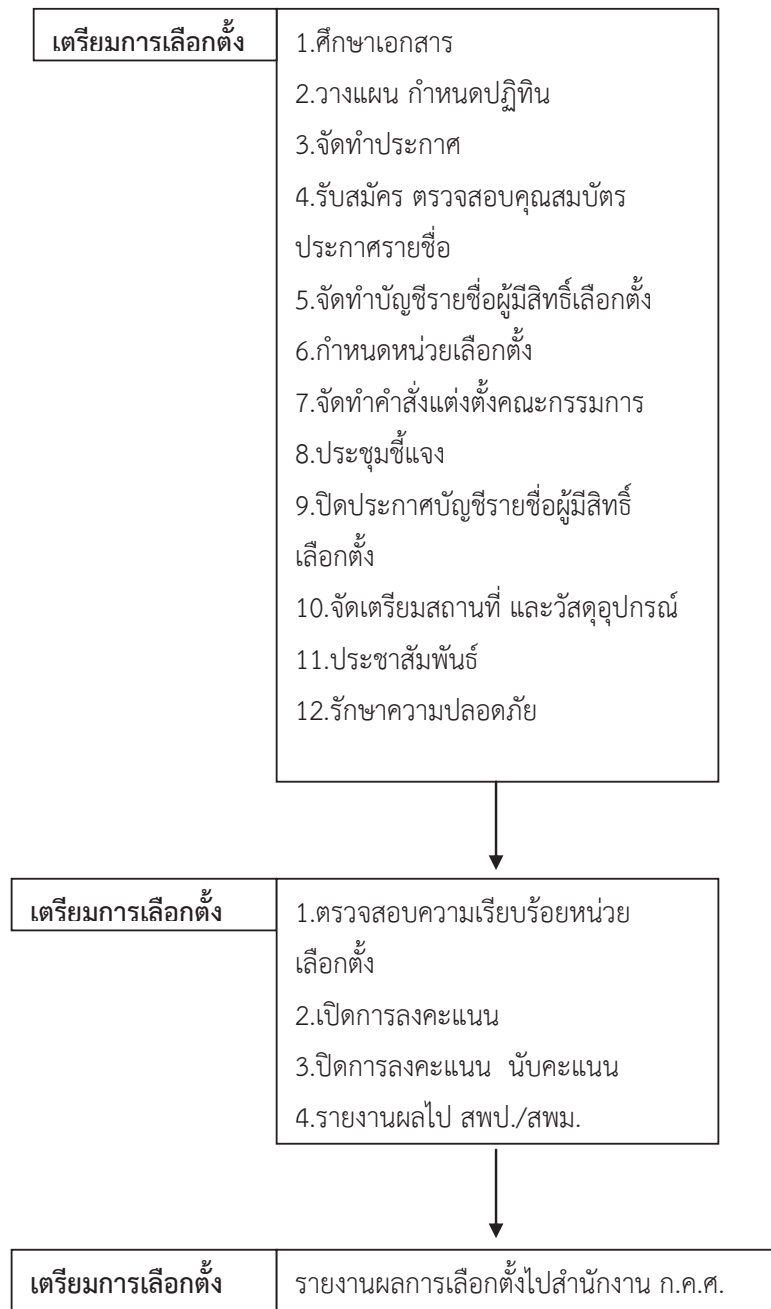 เตรียมการเลือกตั้ง
1.ศึกษาเอกสาร
2.วางแผน กำหนดปฏิทิน
3.จัดทำประกาศ
4.รับสมัคร ตรวจสอบคุณสมบัตร
ประกาศรายชื่อ
5.จัดทำบัญชีรายชื่อผู้มีสิทธิ์เลือกตั้ง
6.กำหนดหน่วยเลือกตั้ง
7.จัดทำคำสั่งแต่งตั้งคณะกรรมการ
8.ประชุมชี้แจง
9.ปิดประกาศบัญชีรายชื่อผู้มีสิทธิ์
เลือกตั้ง
10.จัดเตรียมสถานที่ และวัสดุอุปกรณ์
11.ประชาสัมพันธ์
12.รักษาความปลอดภัย
เตรียมการเลือกตั้ง
1.ตรวจสอบความเรียบร้อยหน่วย
เลือกตั้ง
2.เปิดการลงคะแนน
3.ปิดการลงคะแนน นับคะแนน
4.รายงานผลไป สพป./สพม.
เตรียมการเลือกตั้ง
รายงานผลการเลือกตั้งไปสำนักงาน ก.ค.ศ.